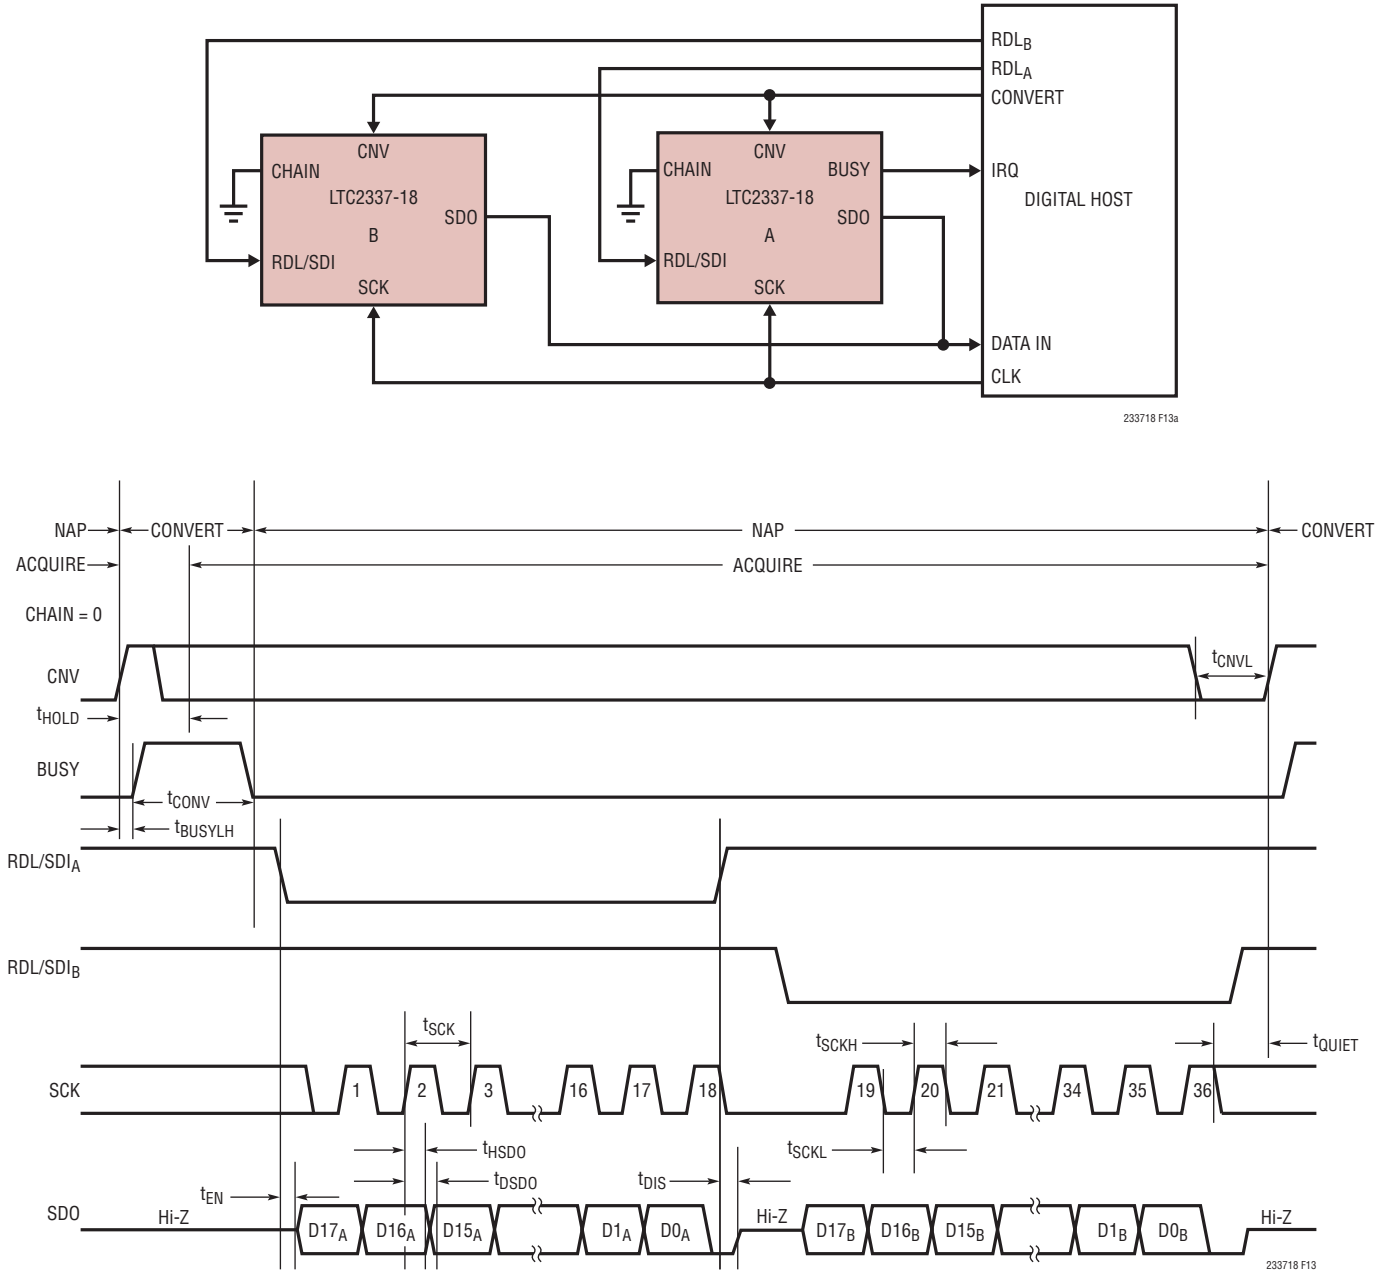 RDLB
RDLA
CONVERT
CNV
CNV
CHAIN
CHAIN
BUSY
IRQ
LTC2337-18
LTC2337-18
DIGITAL HOST
SDO
SDO
B
A
RDL/SDI
RDL/SDI
SCK
SCK
DATA IN
CLK
233718 F13a
NAP
CONVERT
NAP
CONVERT
ACQUIRE
ACQUIRE
CHAIN = 0
CNV
tCNVL
tHOLD
BUSY
tCONV
tBUSYLH
RDL/SDIA
RDL/SDIB
tSCK
tSCKH
tQUIET
SCK
1
2
3
16
17
18
19
20
21
34
35
36
tHSDO
tSCKL
tEN
tDSDO
tDIS
SDO
Hi-Z
D17A
D16A
D15A
D1A
D0A
Hi-Z
D17B
D16B
D15B
D1B
D0B
Hi-Z
233718 F13